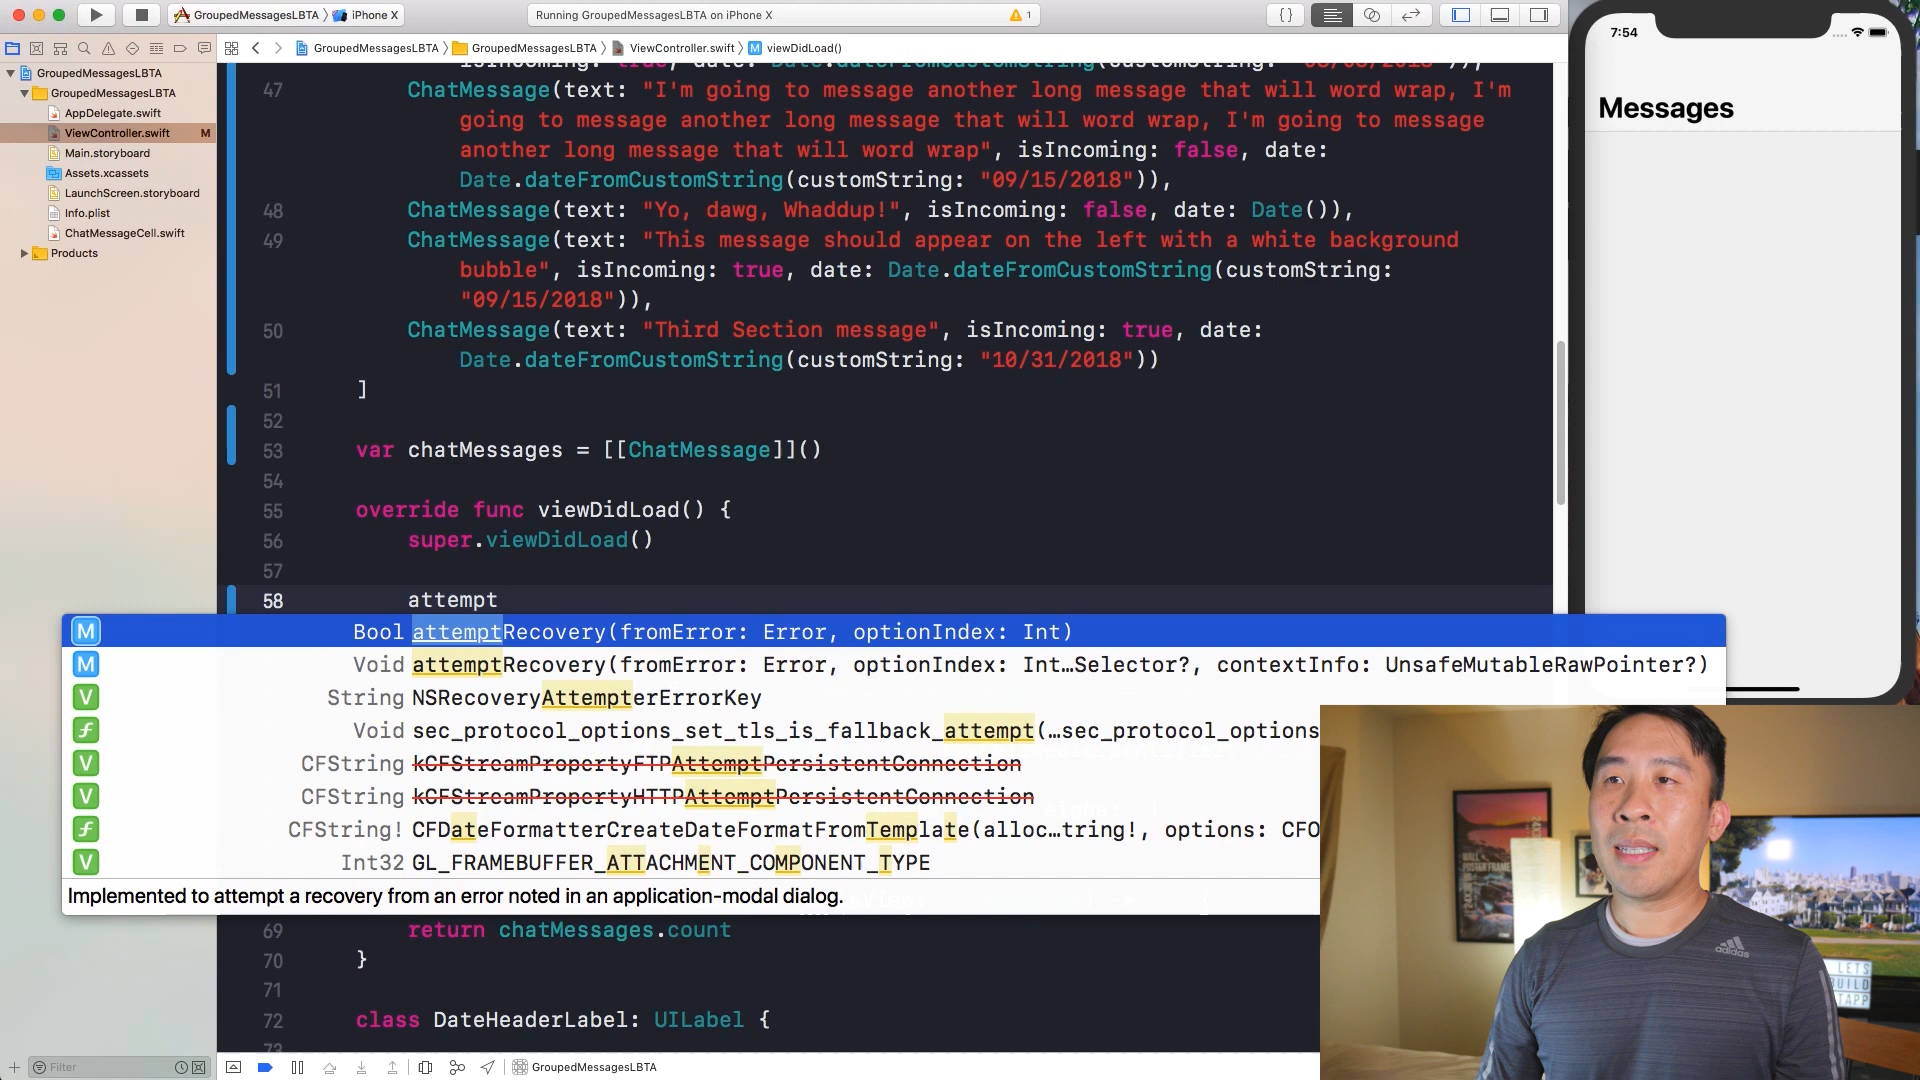 GroupedMessagesLBTA 〉 iPhone X
Running GroupedMessagesLBTA on iPhone X
1
GroupedMessagesLBTA 〉 GroupedMessagesLBTA 〉 ViewController.swift 〉 M viewDidLoad()
GroupedMessagesLBTA
GroupedMessagesLBTA
AppDelegate.swift
ViewController.swift M
Main.storyboard
Assets.xcassets
LaunchScreen.storyboard
Info.plist
ChatMessageCell.swift
Products
47 ChatMessage(text: "I'm going to message another long message that will word wrap, I'm
going to message another long message that will word wrap, I'm going to message
another long message that will word wrap", isIncoming: false, date:
Date.dateFromCustomString(customString: "09/15/2018")),
48 ChatMessage(text: "Yo, dawg, Whaddup!", isIncoming: false, date: Date()),
49 ChatMessage(text: "This message should appear on the left with a white background
bubble", isIncoming: true, date: Date.dateFromCustomString(customString:
"09/15/2018")),
50 ChatMessage(text: "Third Section message", isIncoming: true, date:
Date.dateFromCustomString(customString: "10/31/2018"))
51 ]
52
53 var chatMessages = [[ChatMessage]]()
54
55 override func viewDidLoad() {
56 super.viewDidLoad()
57
58 attempt
M Bool attemptRecovery(fromError: Error, optionIndex: Int)
M Void attemptRecovery(fromError: Error, optionIndex: Int…Selector?, contextInfo: UnsafeMutableRawPointer?)
V String NSRecoveryAttempterErrorKey
f Void sec_protocol_options_set_tls_is_fallback_attempt(…sec_protocol_options
V CFString kCFStreamPropertyFTPAttemptPersistentConnection
V CFString kCFStreamPropertyHTTPAttemptPersistentConnection
f CFString! CFDateFormatterCreateDateFormatFromTemplate(alloc…tring!, options: CFO
V Int32 GL_FRAMEBUFFER_ATTACHMENT_COMPONENT_TYPE
Implemented to attempt a recovery from an error noted in an application-modal dialog.
69 return chatMessages.count
70 }
71
72 class DateHeaderLabel: UILabel {
73
Filter
GroupedMessagesLBTA
7:54
Messages
adidas
LETS
BUILD
TAPP